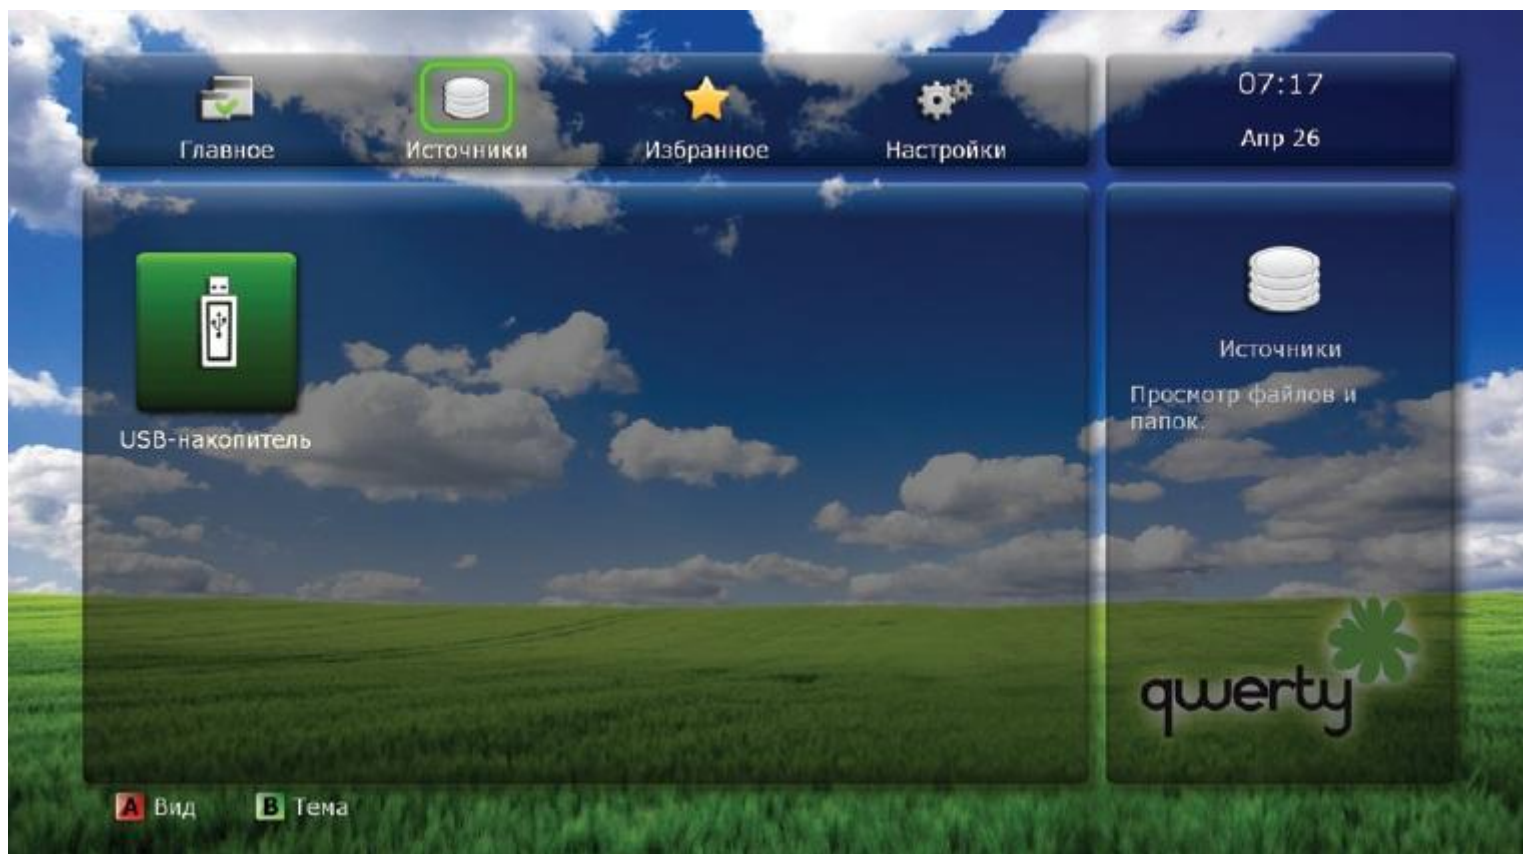 Главное
Источники
Избранное
Настройки
07:17
Апр 26
USB-накопитель
Источники
Просмотр файлов и
папок.
qwerty
A Вид
B Тема